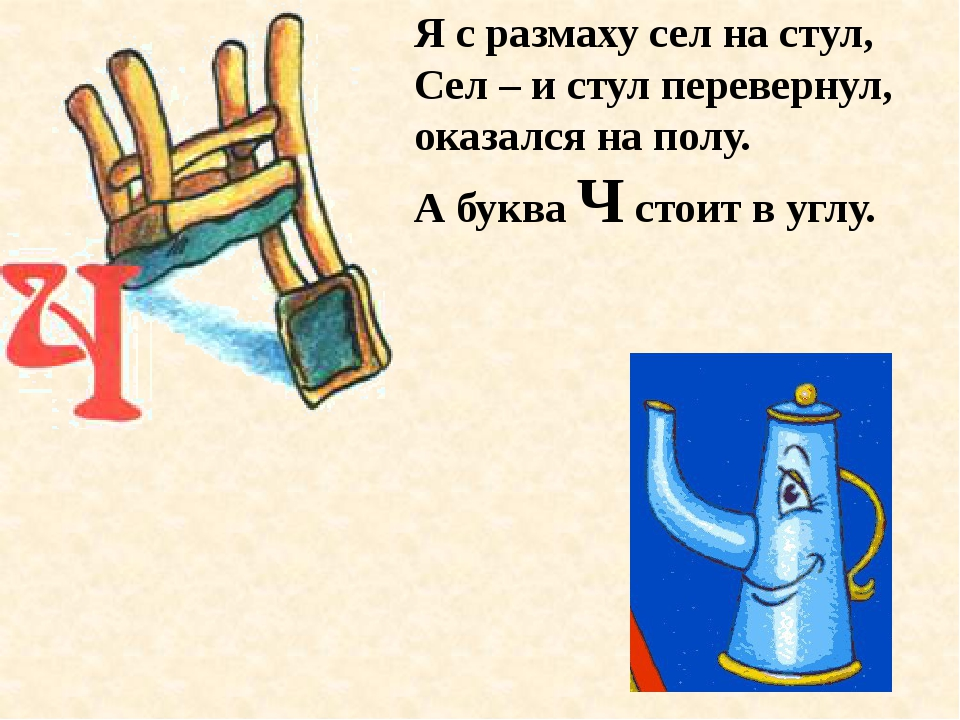 Я с размаху сел на стул,
Сел – и стул перевернул,
оказался на полу.
А буква Ч стоит в углу.
Ч